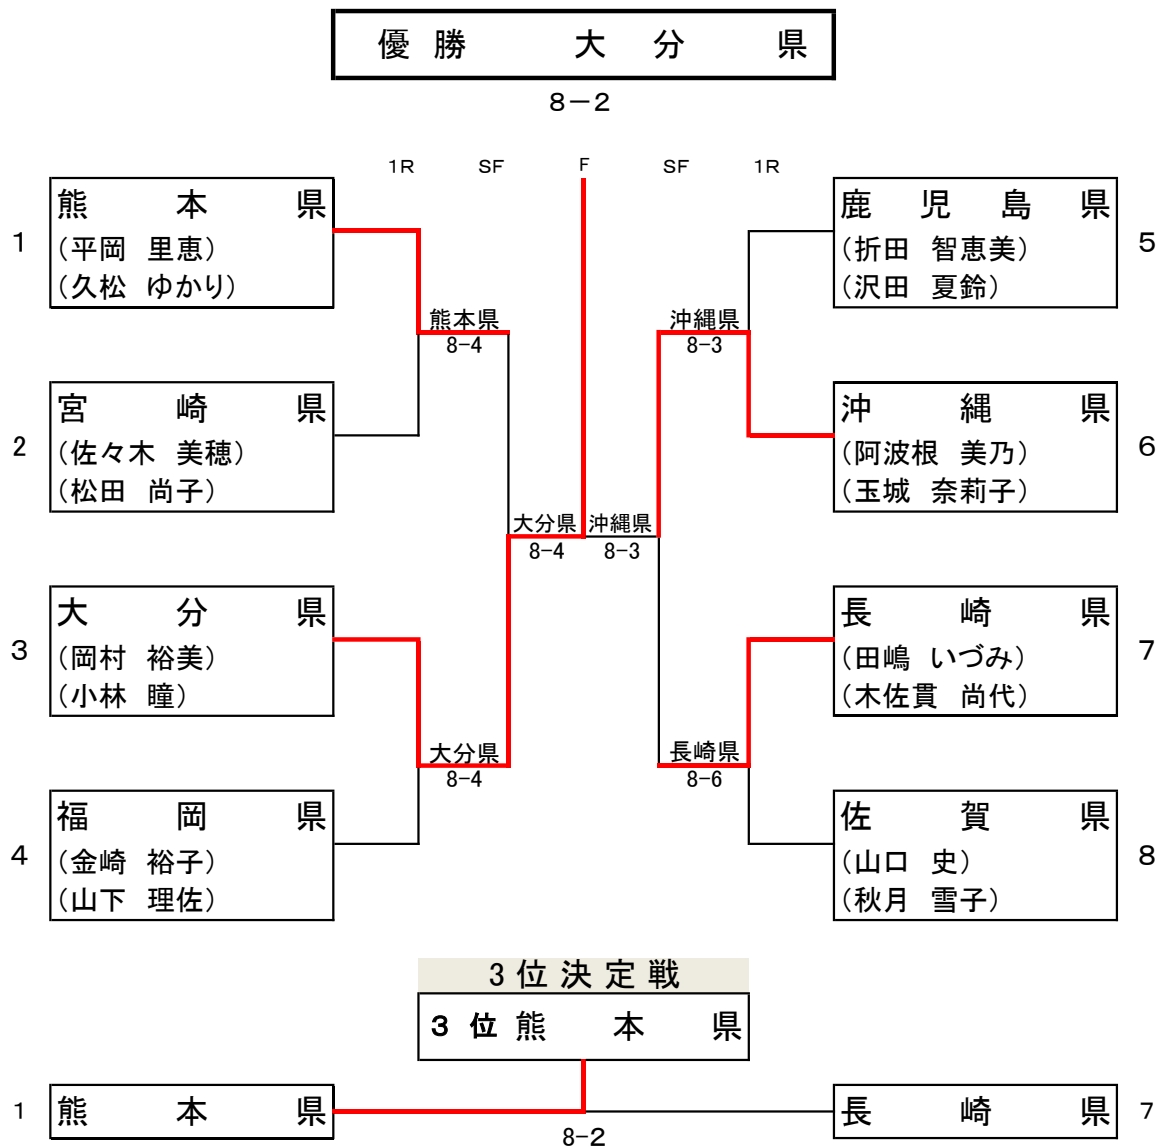 優勝 大分県
8－2
1R SF F SF 1R
1 熊本県
(平岡 里恵)
(久松 ゆかり)
鹿児島県 5
(折田 智恵美)
(沢田 夏鈴)
熊本県
8-4
沖縄県
8-3
2 宮崎県
(佐々木 美穂)
(松田 尚子)
沖縄県 6
(阿波根 美乃)
(玉城 奈莉子)
大分県 沖縄県
8-4 8-3
3 大分県
(岡村 裕美)
(小林 瞳)
長崎県 7
(田嶋 いづみ)
(木佐貫 尚代)
大分県
8-4
長崎県
8-6
4 福岡県
(金崎 裕子)
(山下 理佐)
佐賀県 8
(山口 史)
(秋月 雪子)
3位決定戦
3位 熊本県
1 熊本県
長崎県 7
8-2